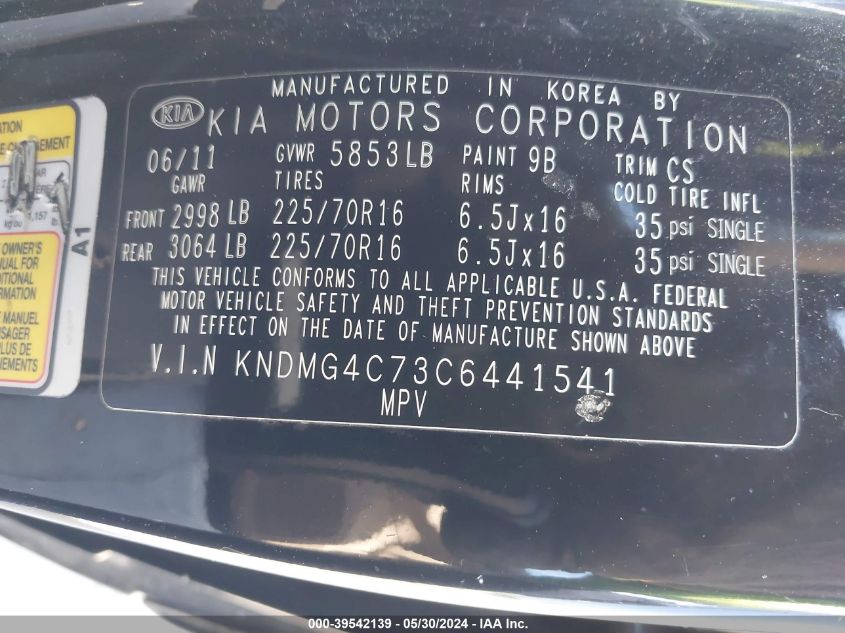 MANUFACTURED IN KOREA BY
KIA KIA MOTORS CORPORATION
06/11 GVWR 5853LB PAINT 9B TRIM CS
GAWR TIRES RIMS COLD TIRE INFL
FRONT 2998 LB 225/70R16 6.5Jx16 35 psi SINGLE
REAR 3064 LB 225/70R16 6.5Jx16 35 psi SINGLE
THIS VEHICLE CONFORMS TO ALL APPLICABLE U.S.A. FEDERAL
MOTOR VEHICLE SAFETY AND THEFT PREVENTION STANDARDS
IN EFFECT ON THE DATE OF MANUFACTURE SHOWN ABOVE
V.I.N KNDMG4C73C6441541
MPV
A1
OWNER'S
MANUEL
000-39542139 - 05/30/2024 - IAA Inc.